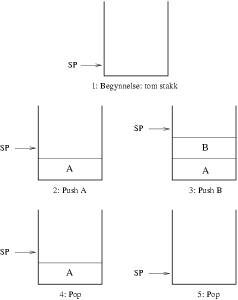 SP
1: Begynnelse: tom stakk
SP
A
2: Push A
SP
B
A
3: Push B
SP
A
4: Pop
SP
5: Pop